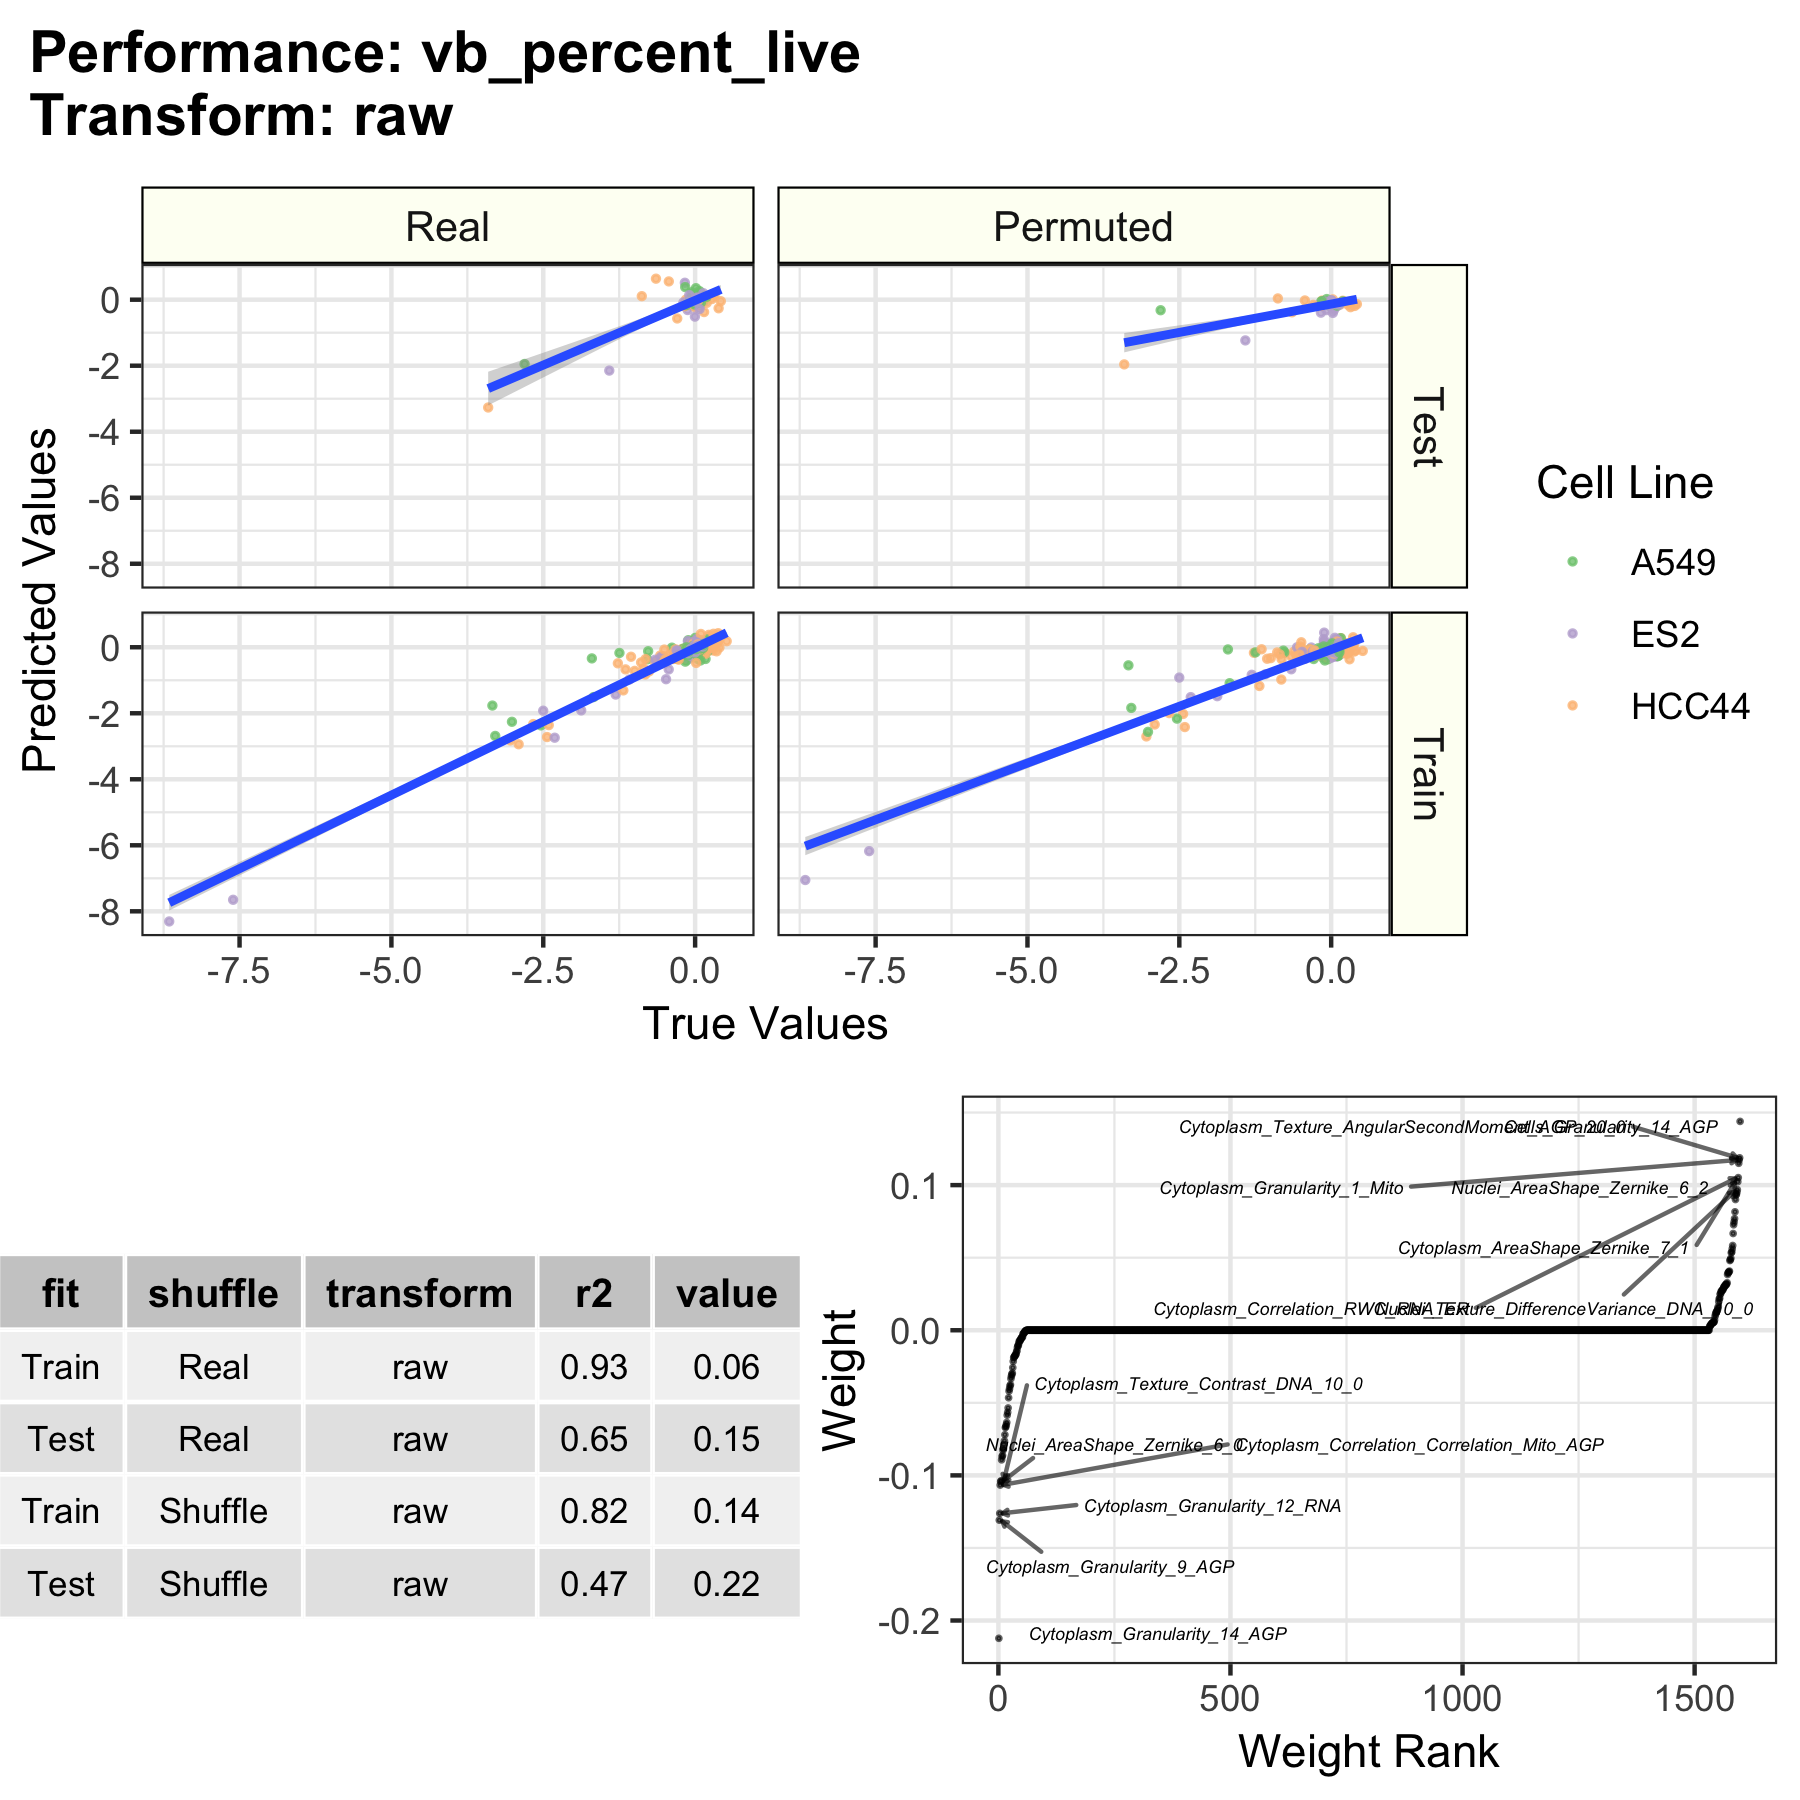 Performance: vb_percent_live
Transform: raw
Real
Permuted
0
-2
-4
-6
-8
Test
0
-2
-4
-6
-8
Train
Predicted Values
-7.5 -5.0 -2.5 0.0
-7.5 -5.0 -2.5 0.0
True Values
Cell Line
A549
ES2
HCC44
fit shuffle transform r2 value
Train Real raw 0.93 0.06
Test Real raw 0.65 0.15
Train Shuffle raw 0.82 0.14
Test Shuffle raw 0.47 0.22
Weight
0.1
0.0
-0.1
-0.2
Cytoplasm_Texture_AngularSecondMoment_AGP_20_0
Cells_Granularity_14_AGP
Cytoplasm_Granularity_1_Mito
Nuclei_AreaShape_Zernike_6_2
Cytoplasm_AreaShape_Zernike_7_1
Cytoplasm_Correlation_RWC_RNA_ER
Cytoplasm_Texture_Contrast_DNA_10_0
Nuclei_AreaShape_Zernike_6_0
Cytoplasm_Correlation_Correlation_Mito_AGP
Cytoplasm_Granularity_12_RNA
Cytoplasm_Granularity_9_AGP
Cytoplasm_Granularity_14_AGP
0 500 1000 1500
Weight Rank